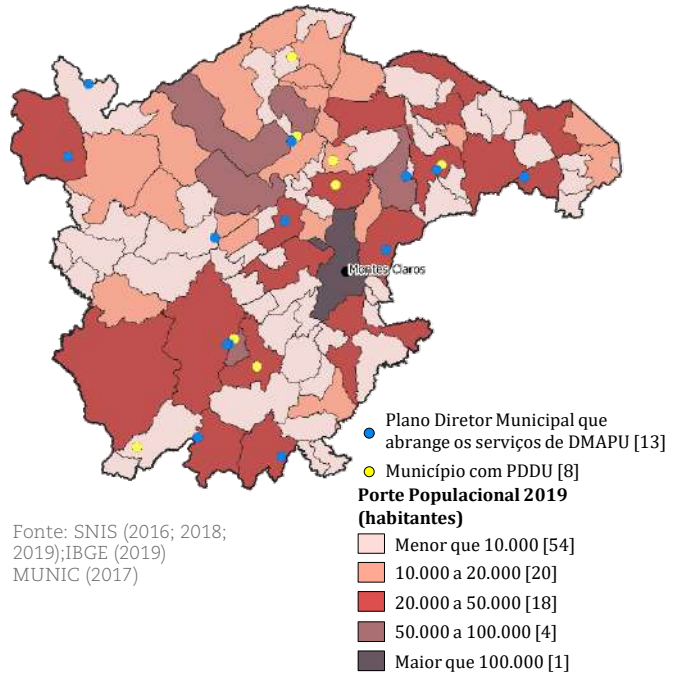 Montes Claros
Plano Diretor Municipal que
abrange os serviços de DMAPU [13]
Município com PDDU [8]
Porte Populacional 2019
(habitantes)
Menor que 10.000 [54]
10.000 a 20.000 [20]
20.000 a 50.000 [18]
50.000 a 100.000 [4]
Maior que 100.000 [1]
Fonte: SNIS (2016; 2018;
2019);IBGE (2019)
MUNIC (2017)